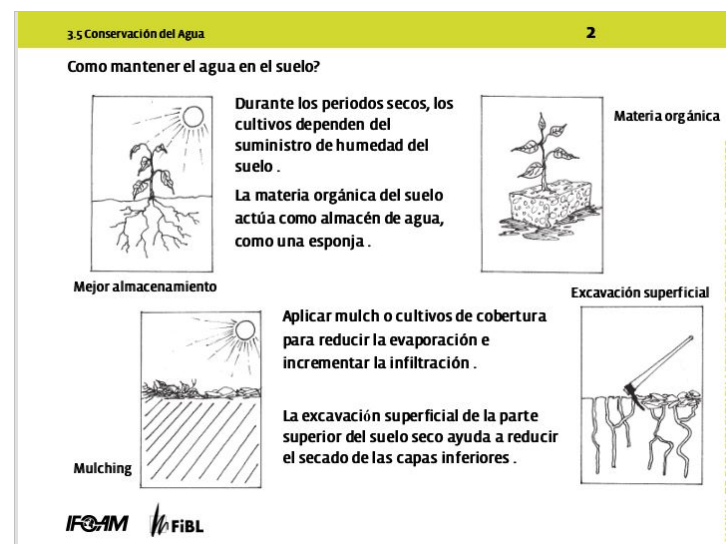 3.5 Conservación del Agua
2
Como mantener el agua en el suelo?
Durante los periodos secos, los
cultivos dependen del
suministro de humedad del
suelo .
La materia orgánica del suelo
actúa como almacén de agua,
como una esponja .
Materia orgánica
Mejor almacenamiento
Excavación superficial
Aplicar mulch o cultivos de cobertura
para reducir la evaporación e
incrementar la infiltración .
La excavación superficial de la parte
superior del suelo seco ayuda a reducir
el secado de las capas inferiores .
Mulching
IFOAM
FiBL